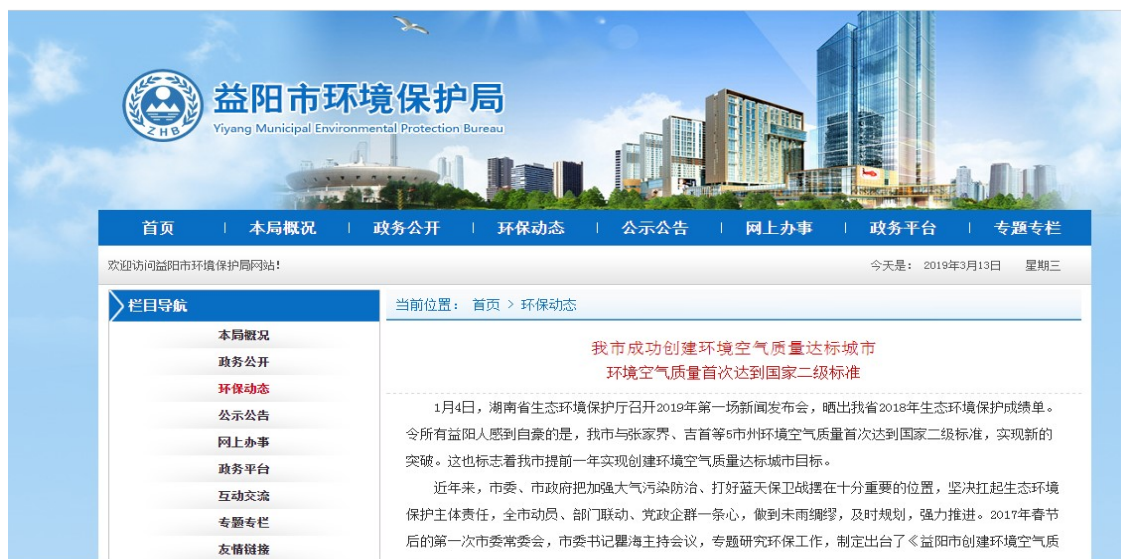 益阳市环境保护局
Yiyang Municipal Environmental Protection Bureau
ZHB
首页 本局概况 政务公开 环保动态 公示公告 网上办事 政务平台 专题专栏
欢迎访问益阳市环境保护局网站! 今天是: 2019年3月13日 星期三
栏目导航
本局概况
政务公开
环保动态
公示公告
网上办事
政务平台
互动交流
专题专栏
友情链接
当前位置: 首页 > 环保动态
我市成功创建环境空气质量达标城市
环境空气质量首次达到国家二级标准
1月4日,湖南省生态环境保护厅召开2019年第一场新闻发布会,晒出我省2018年生态环境保护成绩单。
令所有益阳人感到自豪的是,我市与张家界、吉首等5市州环境空气质量首次达到国家二级标准,实现新的
突破。这也标志着我市提前一年实现创建环境空气质量达标城市目标。
近年来,市委、市政府把加强大气污染防治、打好蓝天保卫战摆在十分重要的位置,坚决扛起生态环境
保护主体责任,全市动员、部门联动、党政企群一条心,做到未雨绸缪,及时规划,强力推进。2017年春节
后的第一次市委常委会,市委书记瞿海主持会议,专题研究环保工作,制定出台了《益阳市创建环境空气质